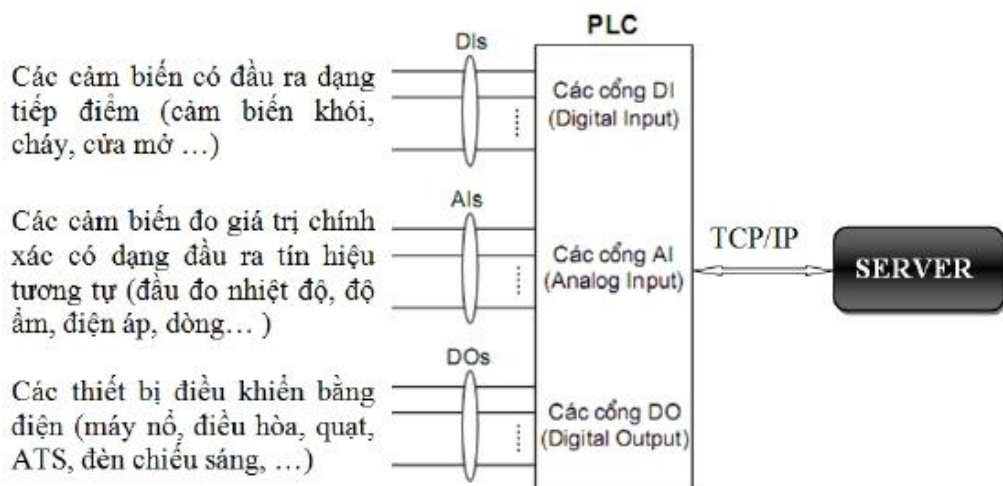 PLC
DIs
Các cảm biến có đầu ra dạng
tiếp điểm (cảm biến khói,
cháy, cửa mở ...)
Các cổng DI
(Digital Input)
AIs
Các cảm biến đo giá trị chính
xác có dạng đầu ra tín hiệu
tương tự (đầu đo nhiệt độ, độ
ẩm, điện áp, dòng... )
Các cổng AI
(Analog Input)
TCP/IP
SERVER
DOs
Các thiết bị điều khiển bằng
điện (máy nổ, điều hòa, quạt,
ATS, đèn chiếu sáng, ...)
Các cổng DO
(Digital Output)